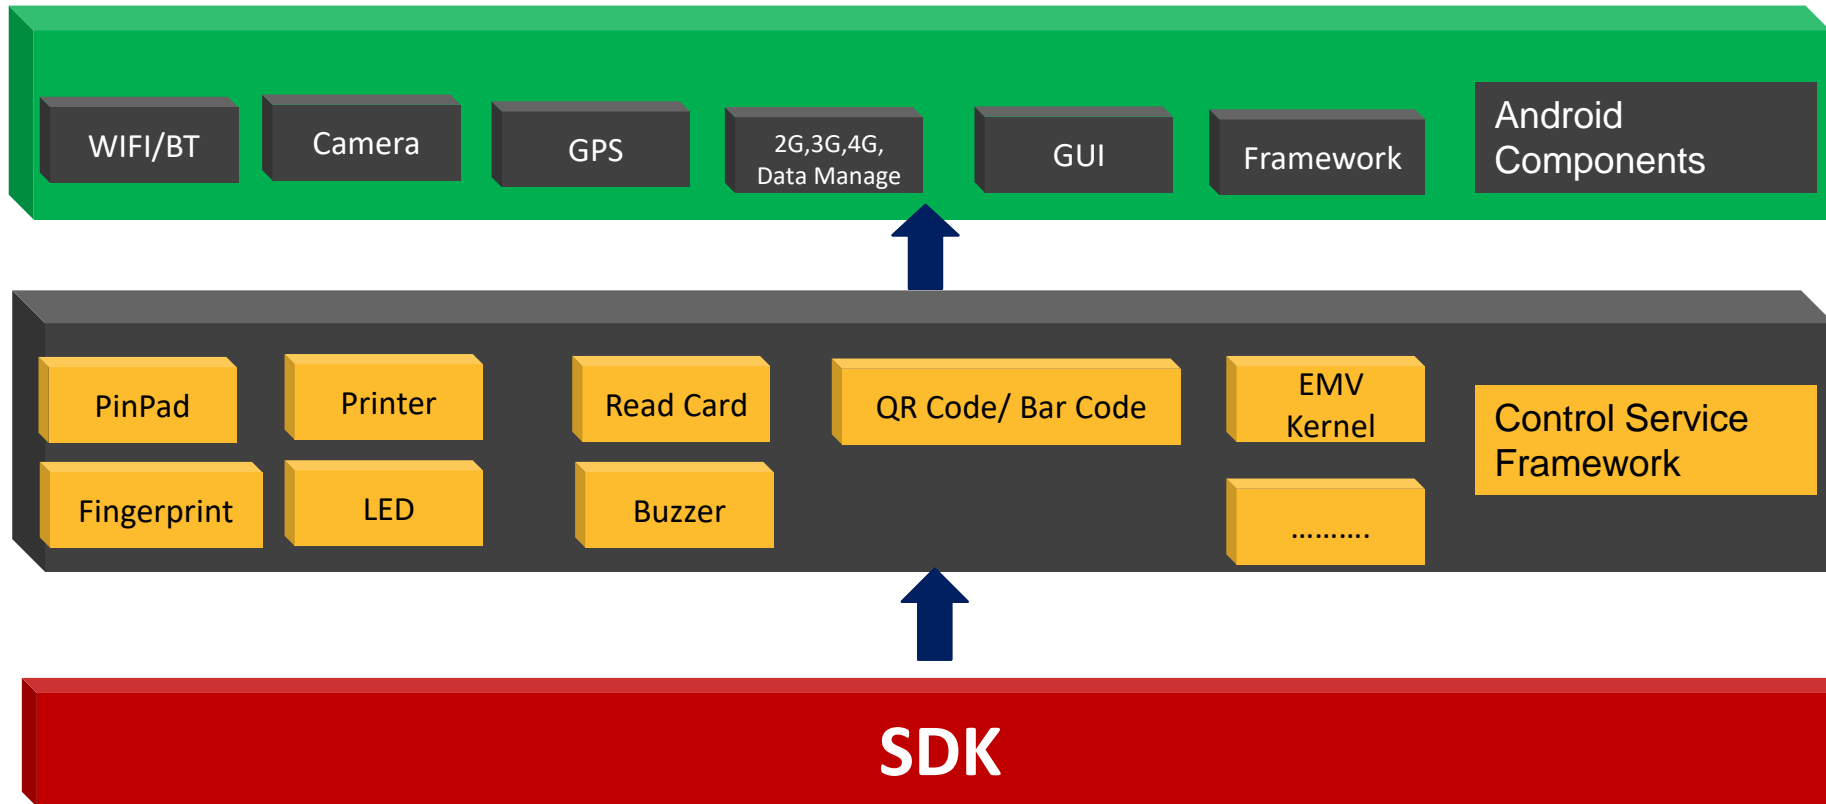 WIFI/BT
Camera
GPS
2G,3G,4G,
Data Manage
GUI
Framework
Android
Components
PinPad
Printer
Read Card
QR Code/ Bar Code
EMV
Kernel
Control Service
Framework
Fingerprint
LED
Buzzer
……….
SDK